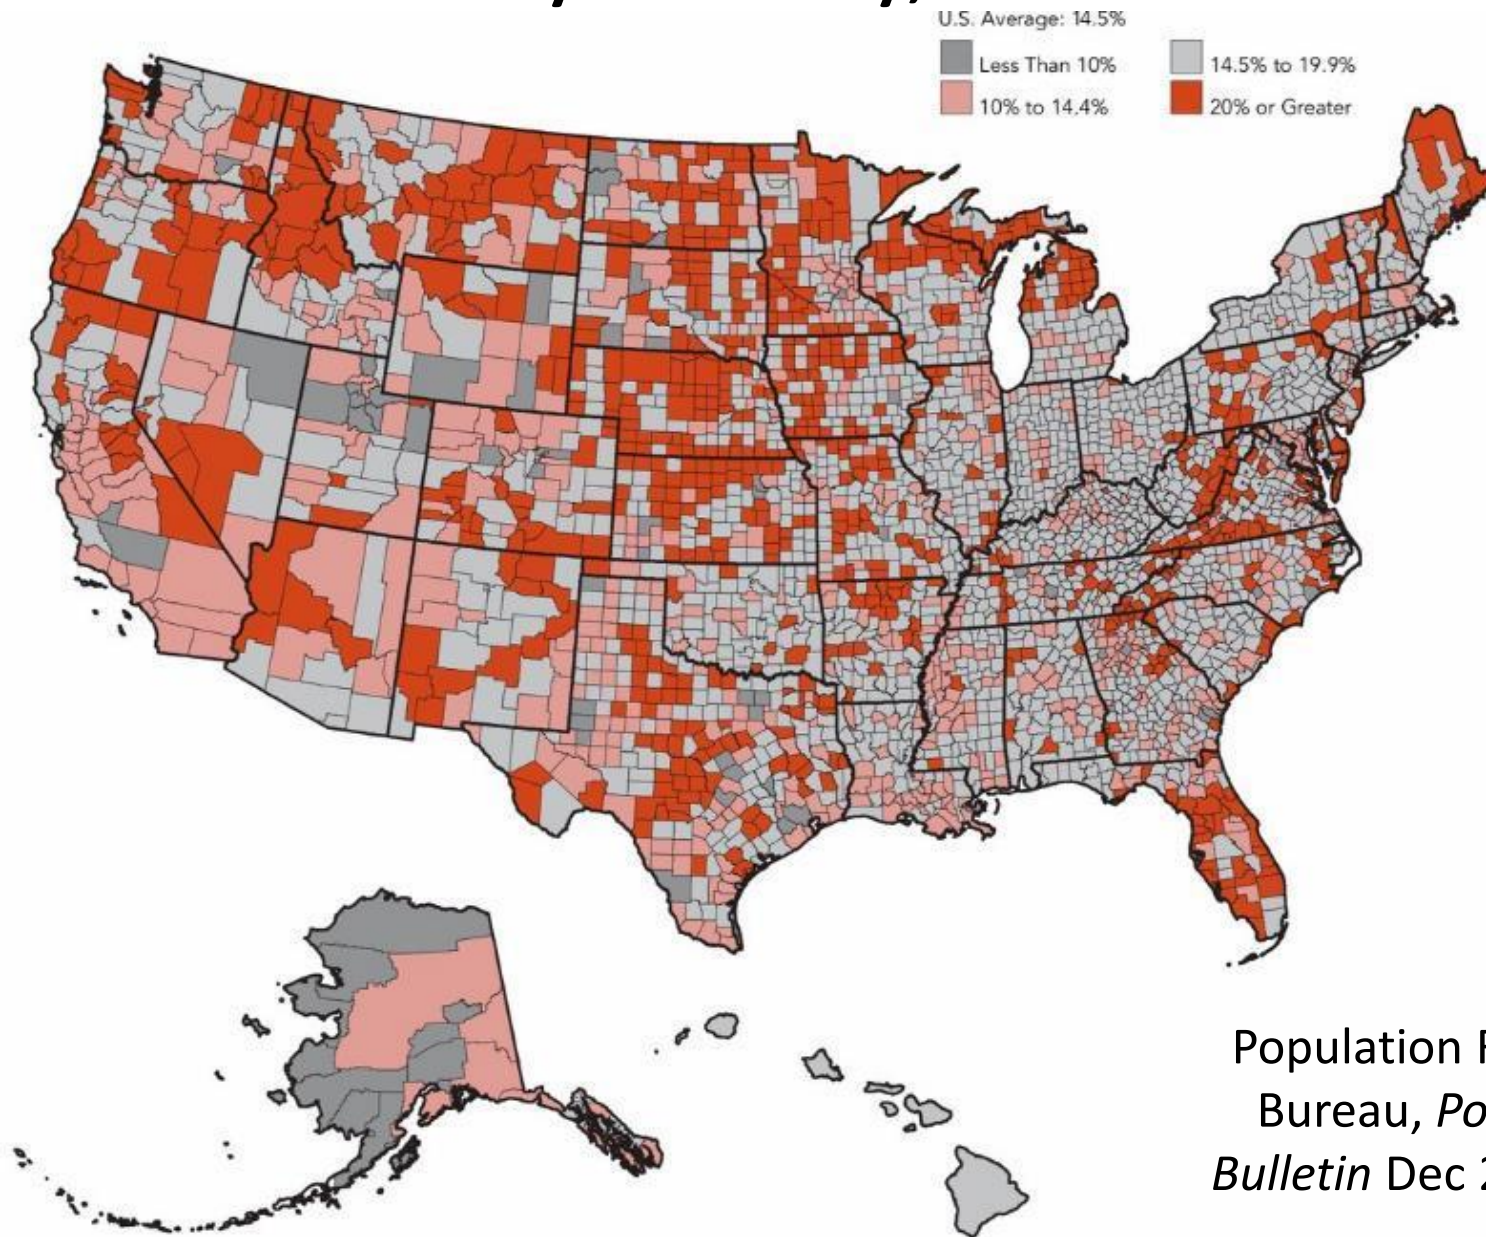 U.S. Average: 14.5%
Less Than 10%
14.5% to 19.9%
10% to 14.4%
20% or Greater
Population
Bureau,
Bulletin Dec